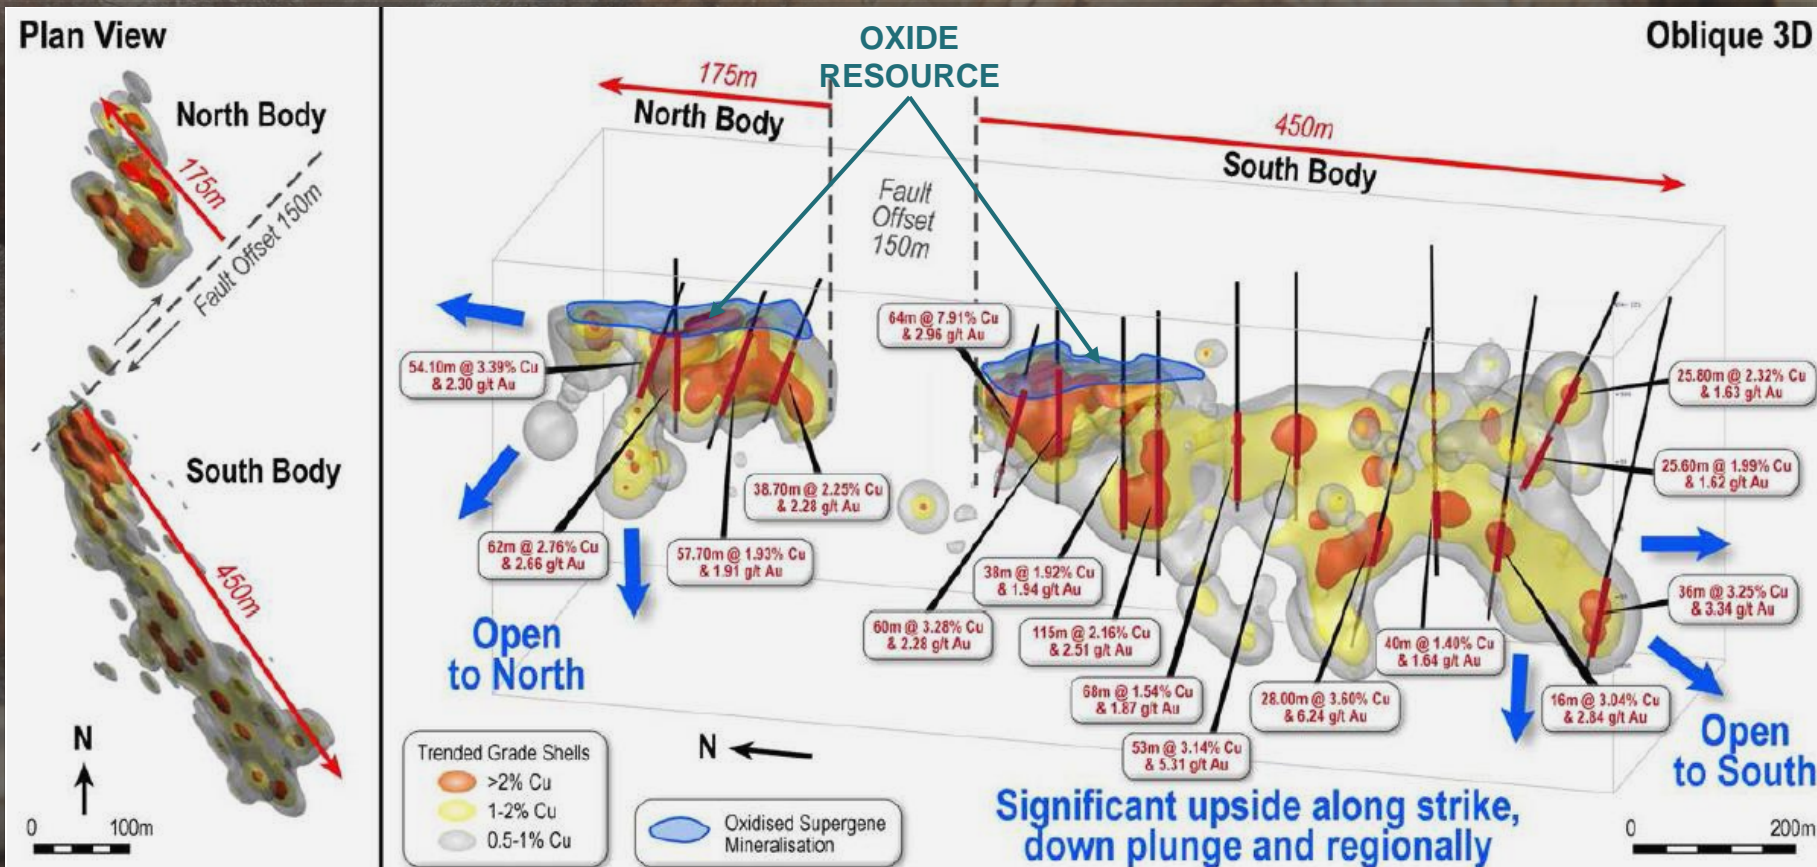 Plan View
North Body
175m
Fault Offset 150m
South Body
450m
N
0 100m
OXIDE
RESOURCE
Oblique 3D
175m
North Body
450m
South Body
Fault
Offset
150m
64m @ 7.91% Cu
& 2.96 g/t Au
54.10m @ 3.39% Cu
& 2.30 g/t Au
25.80m @ 2.32% Cu
& 1.63 g/t Au
25.60m @ 1.99% Cu
& 1.62 g/t Au
38.70m @ 2.25% Cu
& 2.28 g/t Au
62m @ 2.76% Cu
& 2.66 g/t Au
57.70m @ 1.93% Cu
& 1.91 g/t Au
38m @ 1.92% Cu
& 1.94 g/t Au
36m @ 3.25% Cu
& 3.34 g/t Au
60m @ 3.28% Cu
& 2.28 g/t Au
115m @ 2.16% Cu
& 2.51 g/t Au
40m @ 1.40% Cu
& 1.64 g/t Au
68m @ 1.54% Cu
& 1.87 g/t Au
28.00m @ 3.60% Cu
& 6.24 g/t Au
16m @ 3.04% Cu
& 2.84 g/t Au
53m @ 3.14% Cu
& 5.31 g/t Au
Open
to North
Open
to South
N
Trended Grade Shells
>2% Cu
1-2% Cu
0.5-1% Cu
Oxidised Supergene
Mineralisation
Significant upside along strike,
down plunge and regionally
0 200m